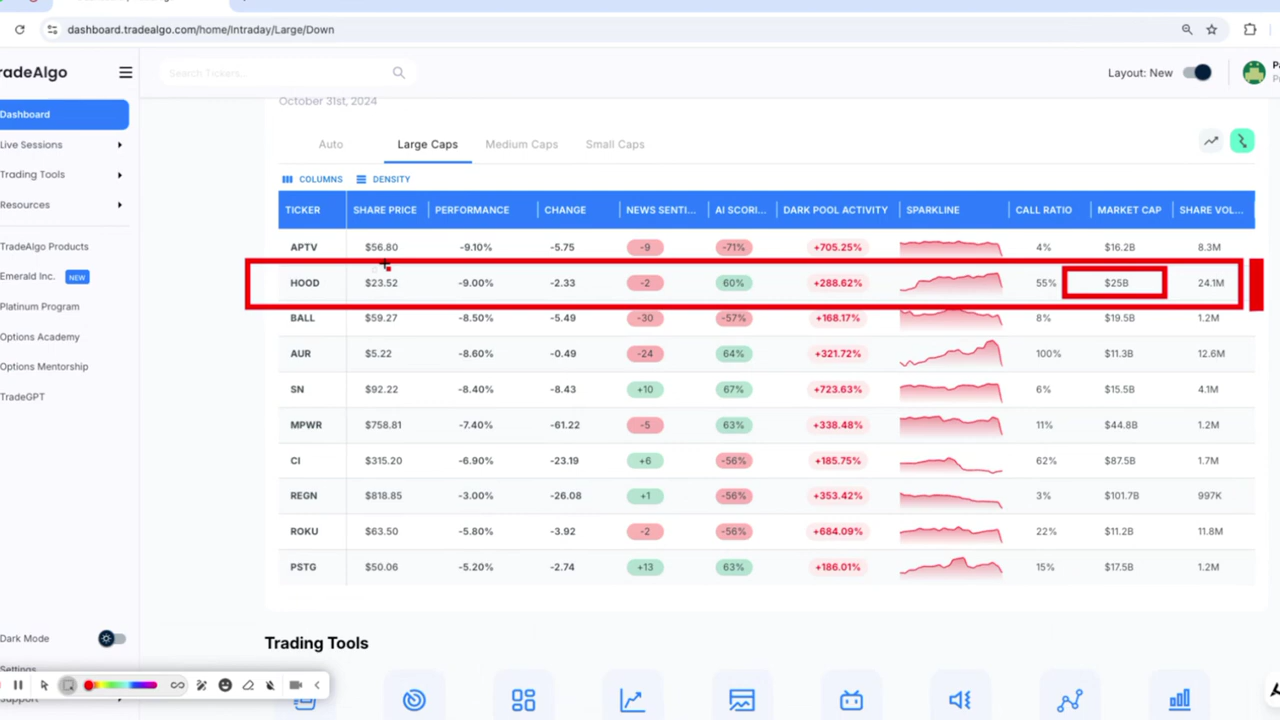 dashboard.tradealgo.com/home/Intraday/Large/Down
radeAlgo
Search Tickers...
Layout: New
Dashboard
Live Sessions
Trading Tools
Resources
TradeAlgo Products
Emerald Inc. NEW
Platinum Program
Options Academy
Options Mentorship
TradeGPT
Dark Mode
Settings
October 31st, 2024
Auto Large Caps Medium Caps Small Caps
COLUMNS DENSITY
TICKER SHARE PRICE PERFORMANCE CHANGE NEWS SENTI... AI SCORI... DARK POOL ACTIVITY SPARKLINE CALL RATIO MARKET CAP SHARE VOL...
APTV $56.80 -9.10% -5.75 -9 -71% +705.25% 4% $16.2B 8.3M
HOOD $23.52 -9.00% -2.33 -2 60% +288.62% 55% $25B 24.1M
BALL $59.27 -8.50% -5.49 -30 -57% +168.17% 8% $19.5B 1.2M
AUR $5.22 -8.60% -0.49 -24 64% +321.72% 100% $11.3B 12.6M
SN $92.22 -8.40% -8.43 +10 67% +723.63% 6% $15.5B 4.1M
MPWR $758.81 -7.40% -61.22 -5 63% +338.48% 11% $44.8B 1.2M
CI $315.20 -6.90% -23.19 +6 -56% +185.75% 62% $87.5B 1.7M
REGN $818.85 -3.00% -26.08 +1 -56% +353.42% 3% $101.7B 997K
ROKU $63.50 -5.80% -3.92 -2 -56% +684.09% 22% $11.2B 11.8M
PSTG $50.06 -5.20% -2.74 +13 63% +186.01% 15% $17.5B 1.2M
Trading Tools